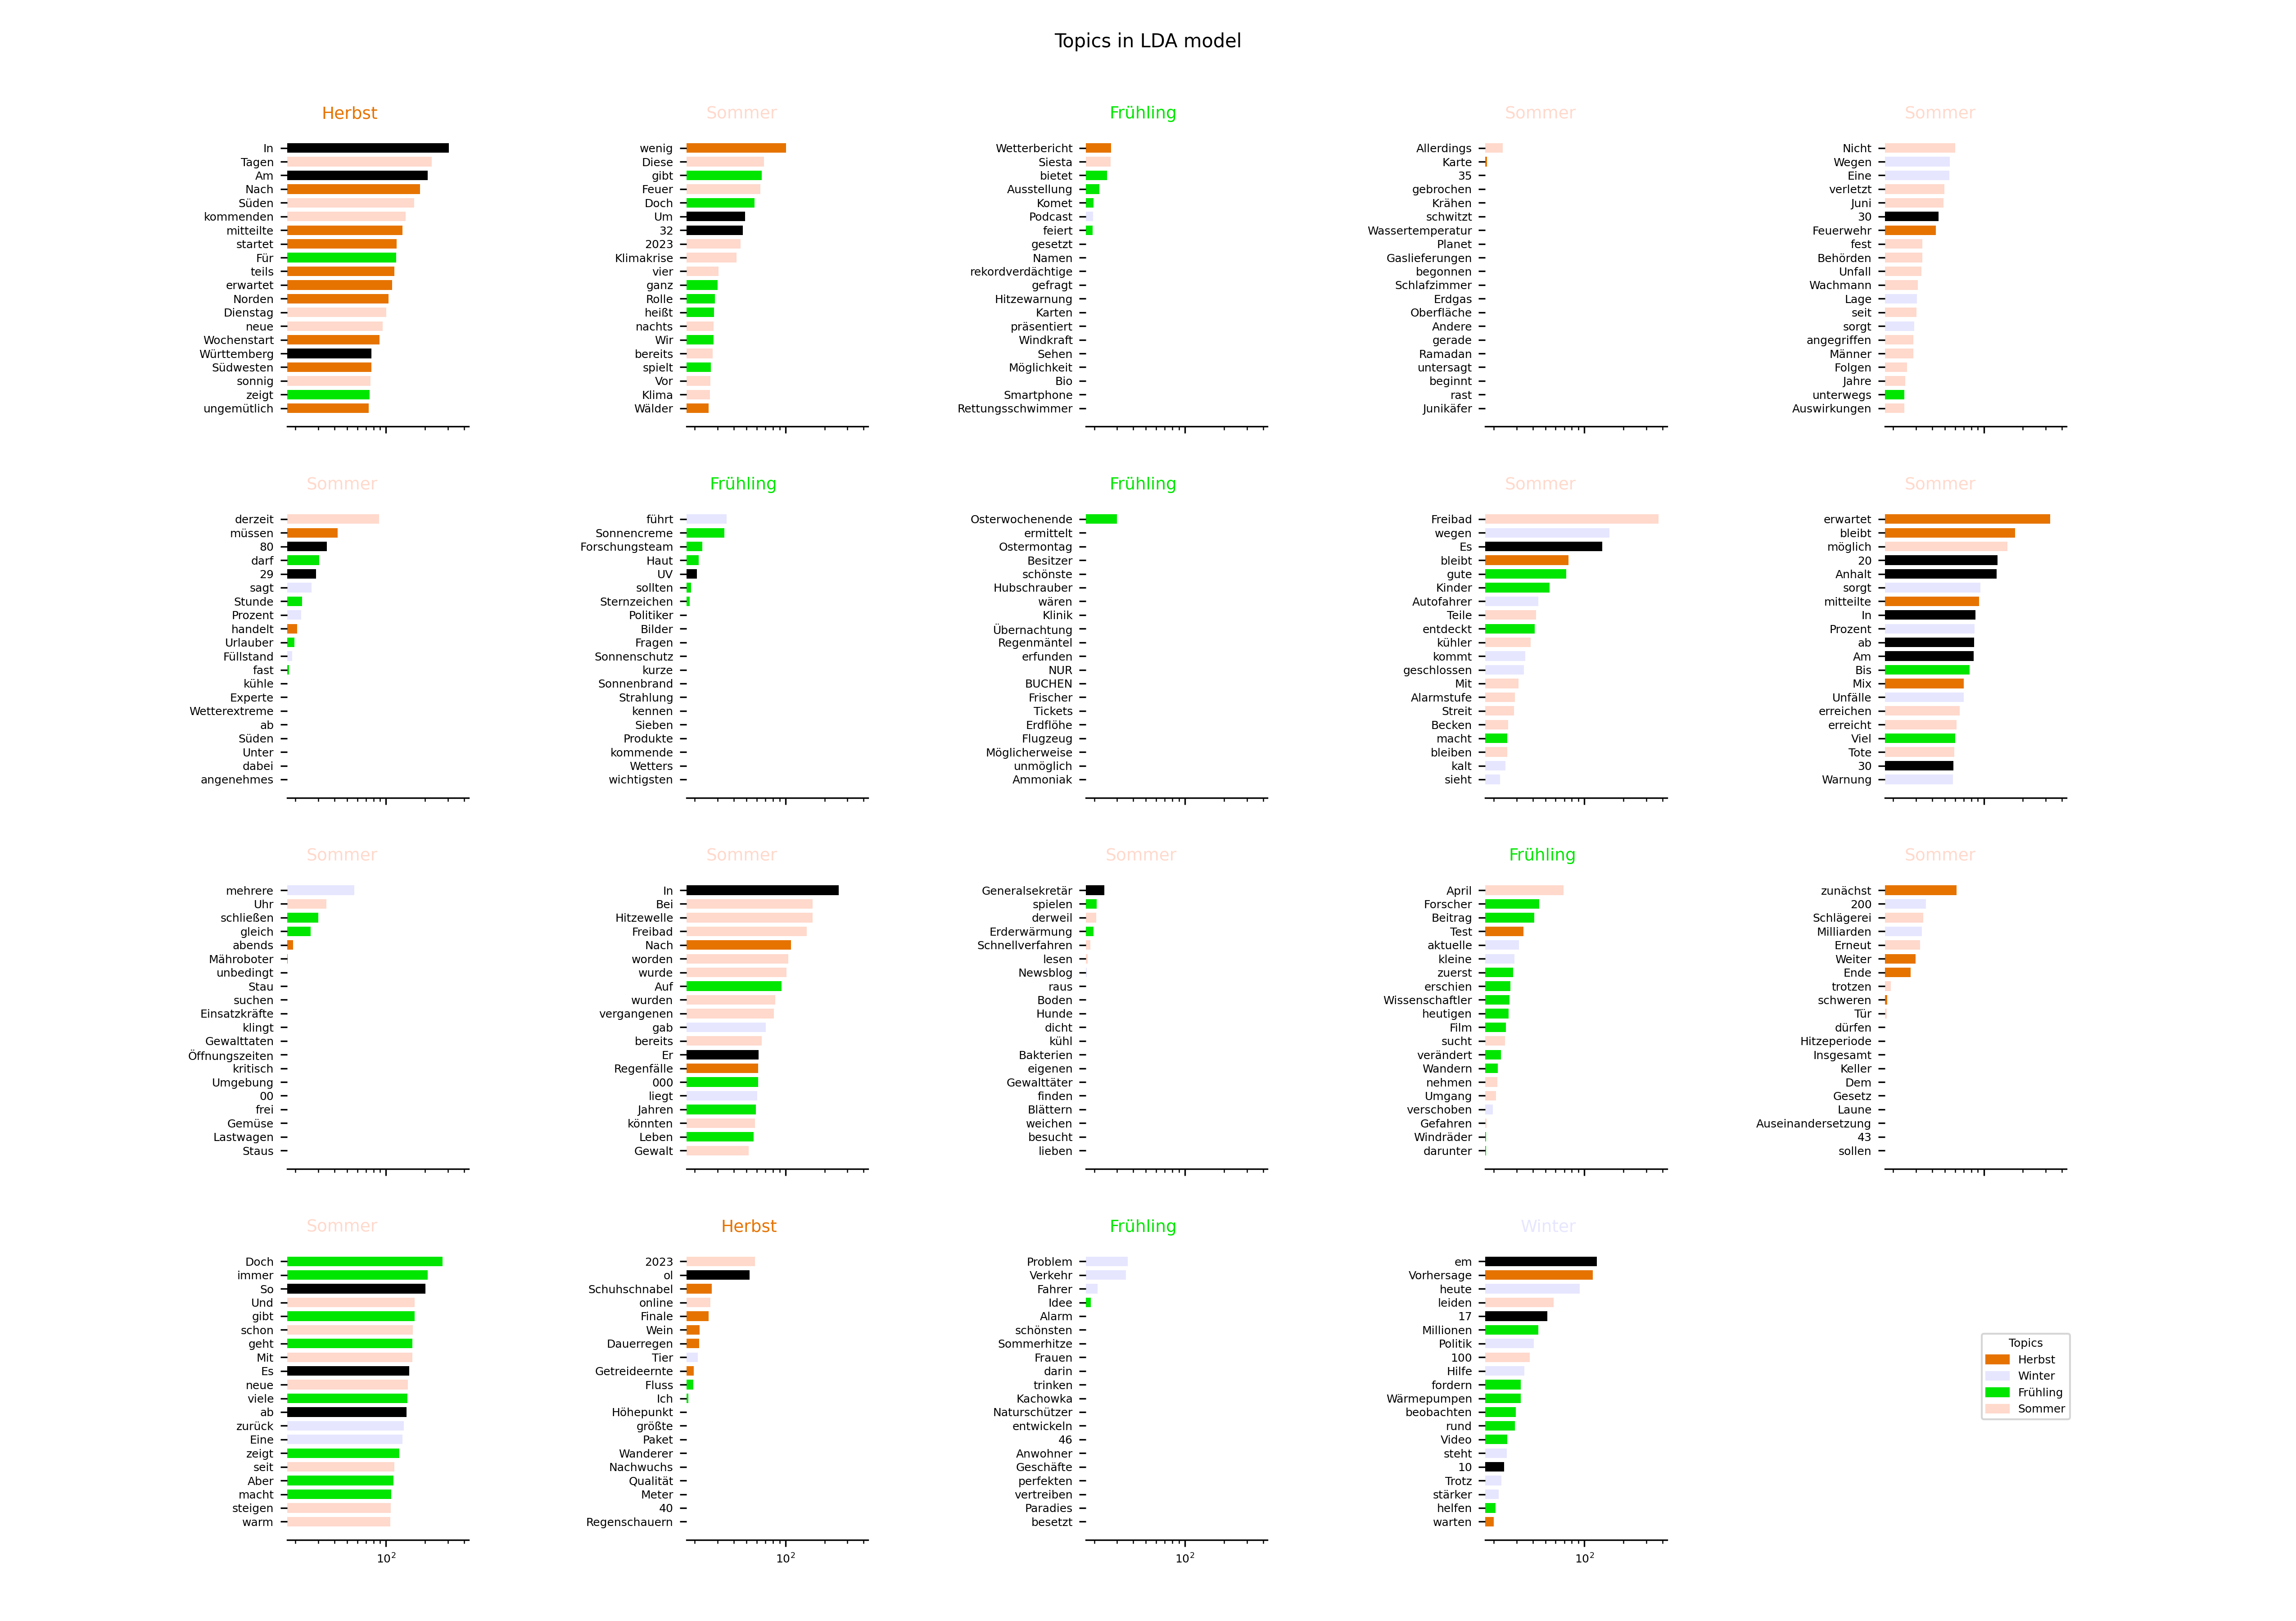 Topics in LDA model
Herbst
In
Tagen
Am
Nach
Süden
kommenden
mitteilte
startet
Für
teils
erwartet
Norden
Dienstag
neue
Wochenstart
Württemberg
Südwesten
sonnig
zeigt
ungemütlich
Sommer
wenig
Diese
gibt
Feuer
Doch
Um
32
2023
Klimakrise
vier
ganz
Rolle
heißt
nachts
Wir
bereits
spielt
Vor
Klima
Wälder
Frühling
Wetterbericht
Siesta
bietet
Ausstellung
Komet
Podcast
feiert
gesetzt
Namen
rekordverdächtige
gefragt
Hitzewarnung
Karten
präsentiert
Windkraft
Sehen
Möglichkeit
Bio
Smartphone
Rettungsschwimmer
Sommer
Allerdings
Karte
35
gebrochen
Krähen
schwitzt
Wassertemperatur
Planet
Gaslieferungen
begonnen
Schlafzimmer
Erdgas
Oberfläche
Andere
gerade
Ramadan
untersagt
beginnt
rast
Junikäfer
Sommer
Nicht
Wegen
Eine
verletzt
Juni
30
Feuerwehr
fest
Behörden
Unfall
Wachmann
Lage
seit
sorgt
angegriffen
Männer
Folgen
Jahre
unterwegs
Auswirkungen
Sommer
derzeit
müssen
80
darf
29
sagt
Stunde
Prozent
handelt
Urlauber
Füllstand
fast
kühle
Experte
Wetterextreme
ab
Süden
Unter
dabei
angenehmes
Frühling
führt
Sonnencreme
Forschungsteam
Haut
UV
sollten
Sternzeichen
Politiker
Bilder
Fragen
Sonnenschutz
kurze
Sonnenbrand
Strahlung
kennen
Sieben
Produkte
kommende
Wetters
wichtigsten
Frühling
Osterwochenende
ermittelt
Ostermontag
Besitzer
schönste
Hubschrauber
wären
Klinik
Übernachtung
Regenmäntel
erfunden
NUR
BUCHEN
Frischer
Tickets
Erdflöhe
Flugzeug
Möglicherweise
unmöglich
Ammoniak
Sommer
Freibad
wegen
Es
bleibt
gute
Kinder
Autofahrer
Teile
entdeckt
kühler
kommt
geschlossen
Mit
Alarmstufe
Streit
Becken
macht
bleiben
kalt
sieht
Sommer
erwartet
bleibt
möglich
20
Anhalt
sorgt
mitteilte
In
Prozent
ab
Am
Bis
Mix
Unfälle
erreichen
erreicht
Viel
Tote
30
Warnung
Sommer
mehrere
Uhr
schließen
gleich
abends
Mähroboter
unbedingt
Stau
suchen
Einsatzkräfte
klingt
Gewalttaten
Öffnungszeiten
kritisch
Umgebung
00
frei
Gemüse
Lastwagen
Staus
Sommer
In
Bei
Hitzewelle
Freibad
Nach
worden
wurde
Auf
wurden
vergangenen
gab
bereits
Er
Regenfälle
000
liegt
Jahren
könnten
Leben
Gewalt
Sommer
Generalsekretär
spielen
derweil
Erderwärmung
Schnellverfahren
lesen
Newsblog
raus
Boden
Hunde
dicht
kühl
Bakterien
eigenen
Gewalttäter
finden
Blättern
weichen
besucht
lieben
Frühling
April
Forscher
Beitrag
Test
aktuelle
kleine
zuerst
erschien
Wissenschaftler
heutigen
Film
sucht
verändert
Wandern
nehmen
Umgang
verschoben
Gefahren
Windräder
darunter
Sommer
zunächst
200
Schlägerei
Milliarden
Erneut
Weiter
Ende
trotzen
schweren
Tür
dürfen
Hitzeperiode
Insgesamt
Keller
Dem
Gesetz
Laune
Auseinandersetzung
43
sollen
Sommer
Doch
immer
So
Und
gibt
schon
geht
Mit
Es
neue
viele
ab
zurück
Eine
zeigt
seit
Aber
macht
steigen
warm
10²
Herbst
2023
ol
Schuhschnabel
online
Finale
Wein
Dauerregen
Tier
Getreideernte
Fluss
Ich
Höhepunkt
größte
Paket
Wanderer
Nachwuchs
Qualität
Meter
40
Regenschauern
10²
Frühling
Problem
Verkehr
Fahrer
Idee
Alarm
schönsten
Sommerhitze
Frauen
darin
trinken
Kachowka
Naturschützer
entwickeln
46
Anwohner
Geschäfte
perfekten
vertreiben
Paradies
besetzt
10²
Winter
em
Vorhersage
heute
leiden
17
Millionen
Politik
100
Hilfe
fordern
Wärmepumpen
beobachten
rund
Video
steht
10
Trotz
stärker
helfen
warten
10²
Topics
Herbst
Winter
Frühling
Sommer